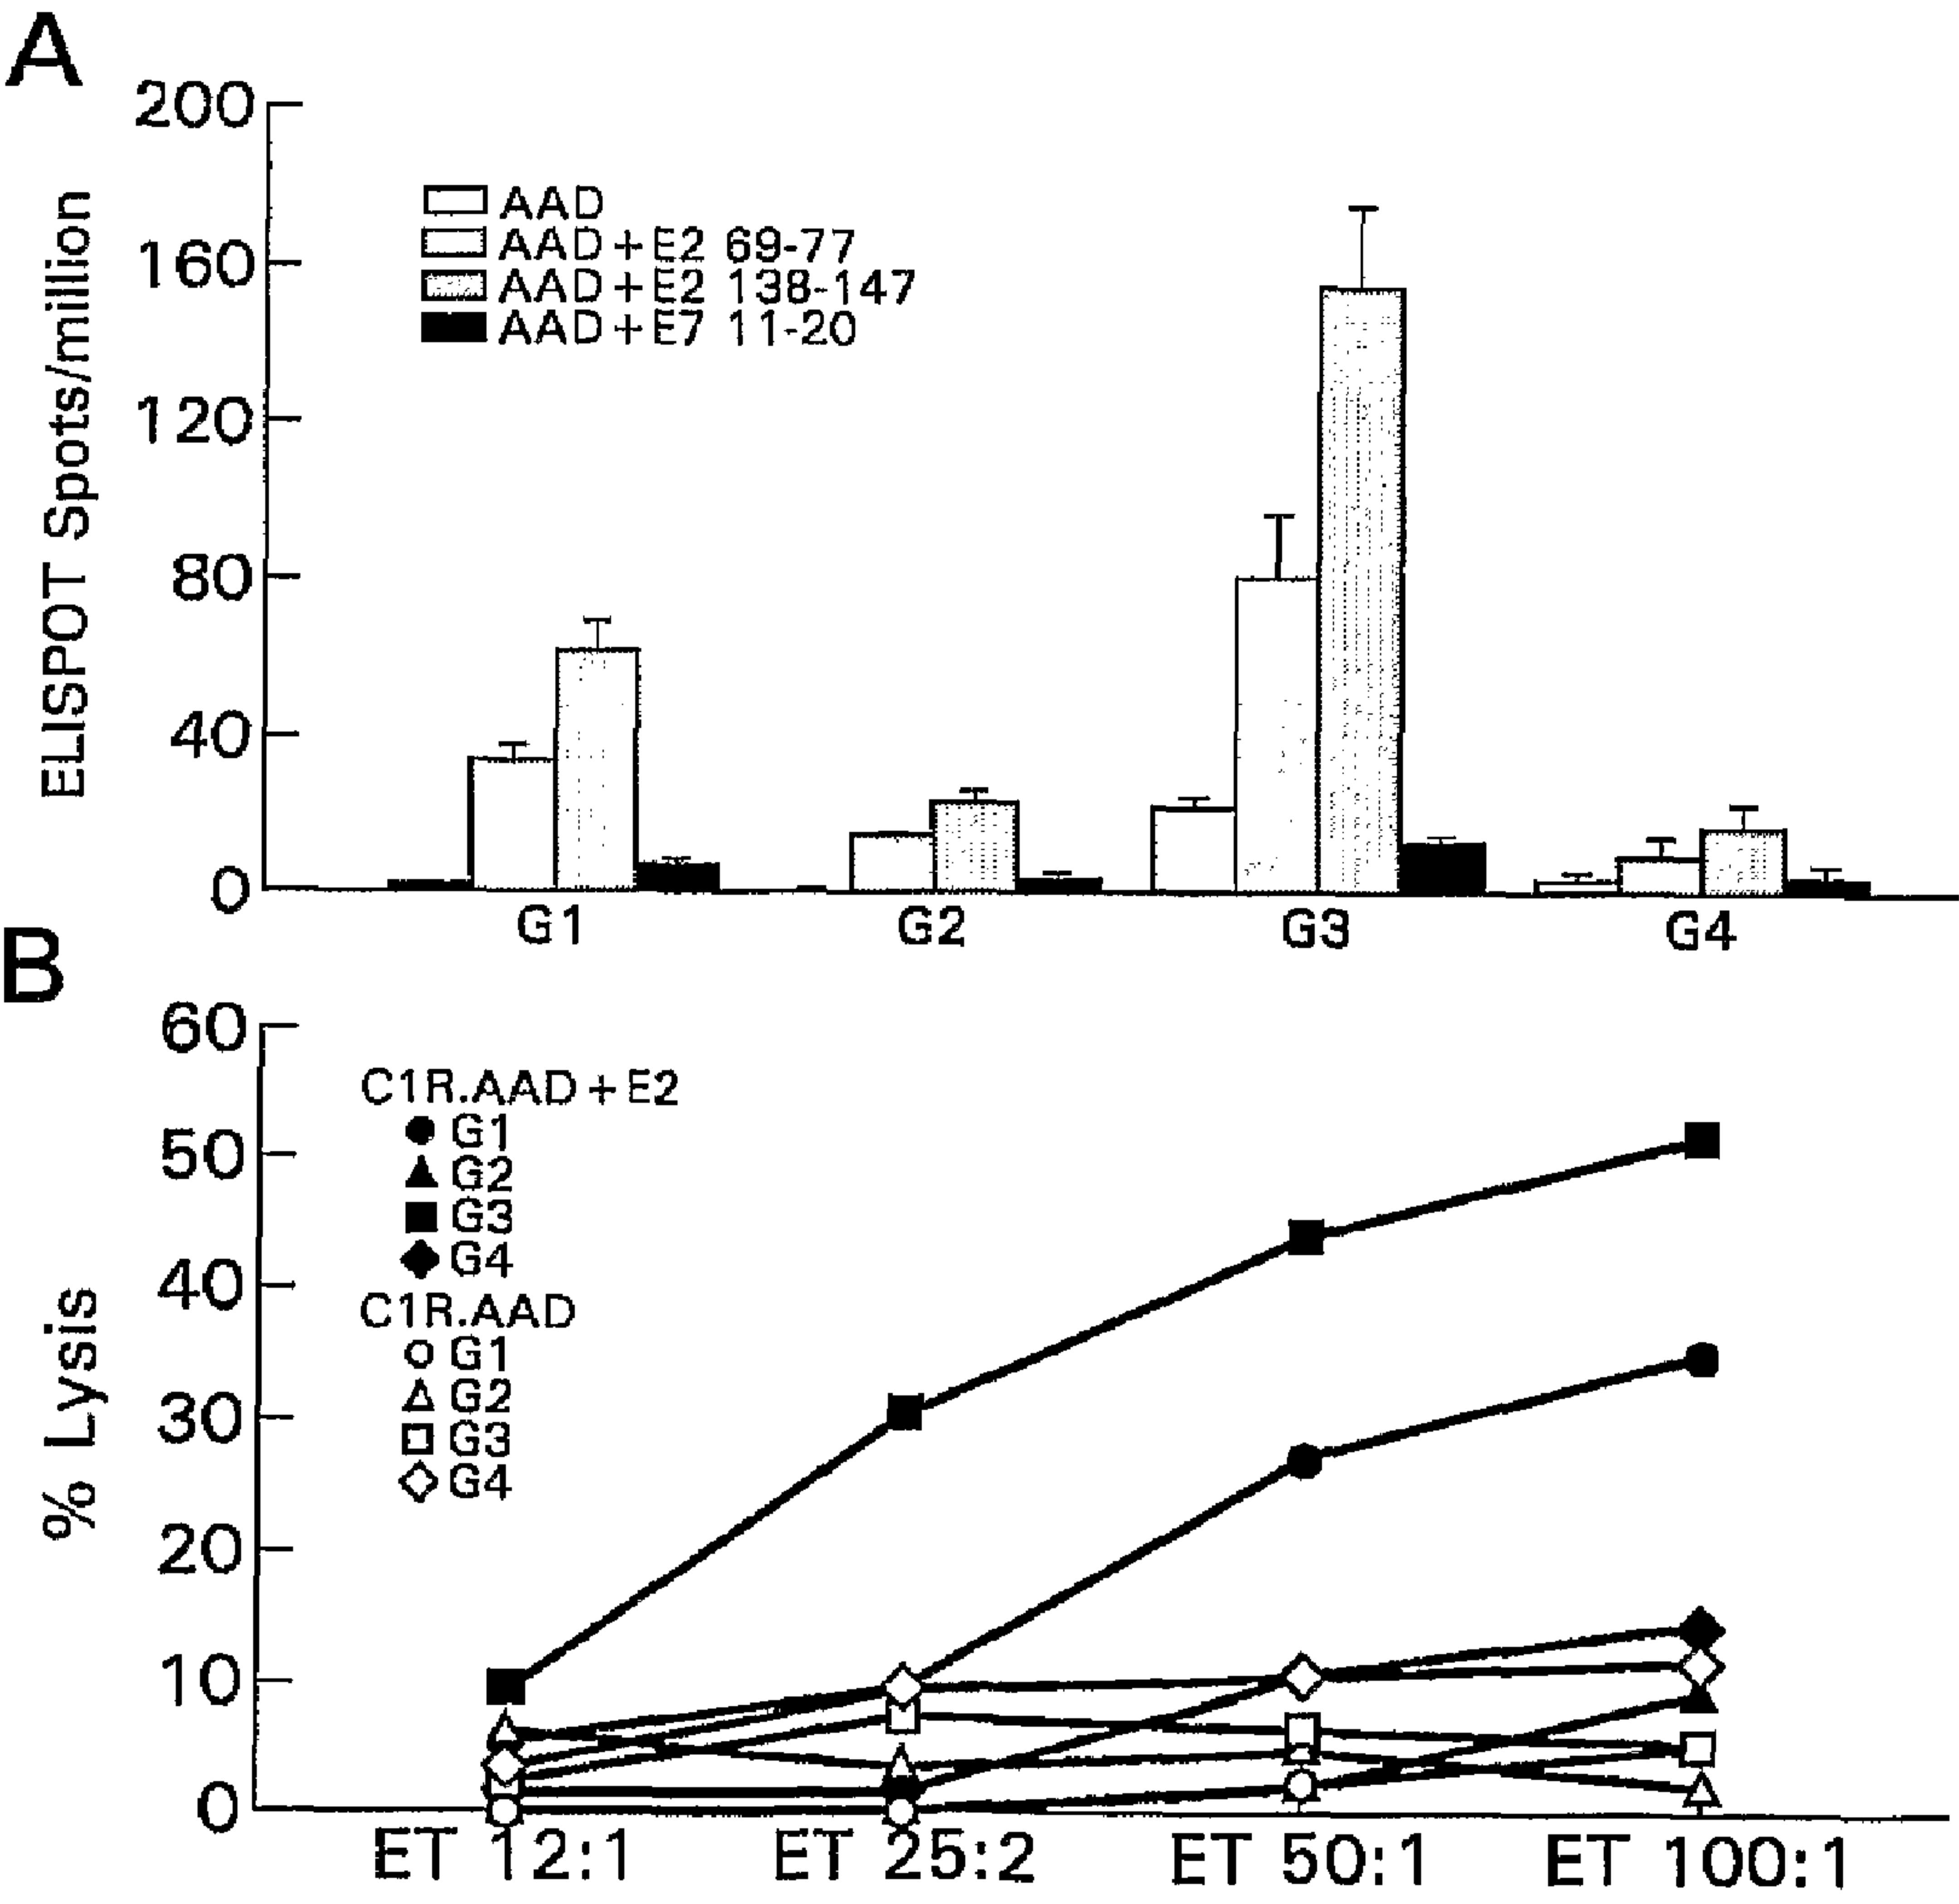 A
200
160
120
80
40
0
ELISPOT Spots/million
AAD
AAD+E2 69-77
AAD+E2 138-147
AAD+E7 11-20
G1 G2 G3 G4
B
60
50
40
30
20
10
0
% Lysis
C1R.AAD+E2
G1
G2
G3
G4
C1R.AAD
G1
G2
G3
G4
ET 12:1 ET 25:2 ET 50:1 ET 100:1